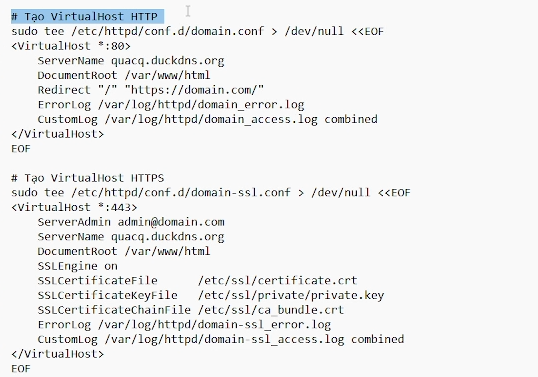 # Tạo VirtualHost HTTP
sudo tee /etc/httpd/conf.d/domain.conf > /dev/null <<EOF
<VirtualHost *:80>
    ServerName quacq.duckdns.org
    DocumentRoot /var/www/html
    Redirect "/" "https://domain.com/"
    ErrorLog /var/log/httpd/domain_error.log
    CustomLog /var/log/httpd/domain_access.log combined
</VirtualHost>
EOF

# Tạo VirtualHost HTTPS
sudo tee /etc/httpd/conf.d/domain-ssl.conf > /dev/null <<EOF
<VirtualHost *:443>
    ServerAdmin admin@domain.com
    ServerName quacq.duckdns.org
    DocumentRoot /var/www/html
    SSLEngine on
    SSLCertificateFile      /etc/ssl/certificate.crt
    SSLCertificateKeyFile   /etc/ssl/private/private.key
    SSLCertificateChainFile /etc/ssl/ca_bundle.crt
    ErrorLog /var/log/httpd/domain-ssl_error.log
    CustomLog /var/log/httpd/domain-ssl_access.log combined
</VirtualHost>
EOF